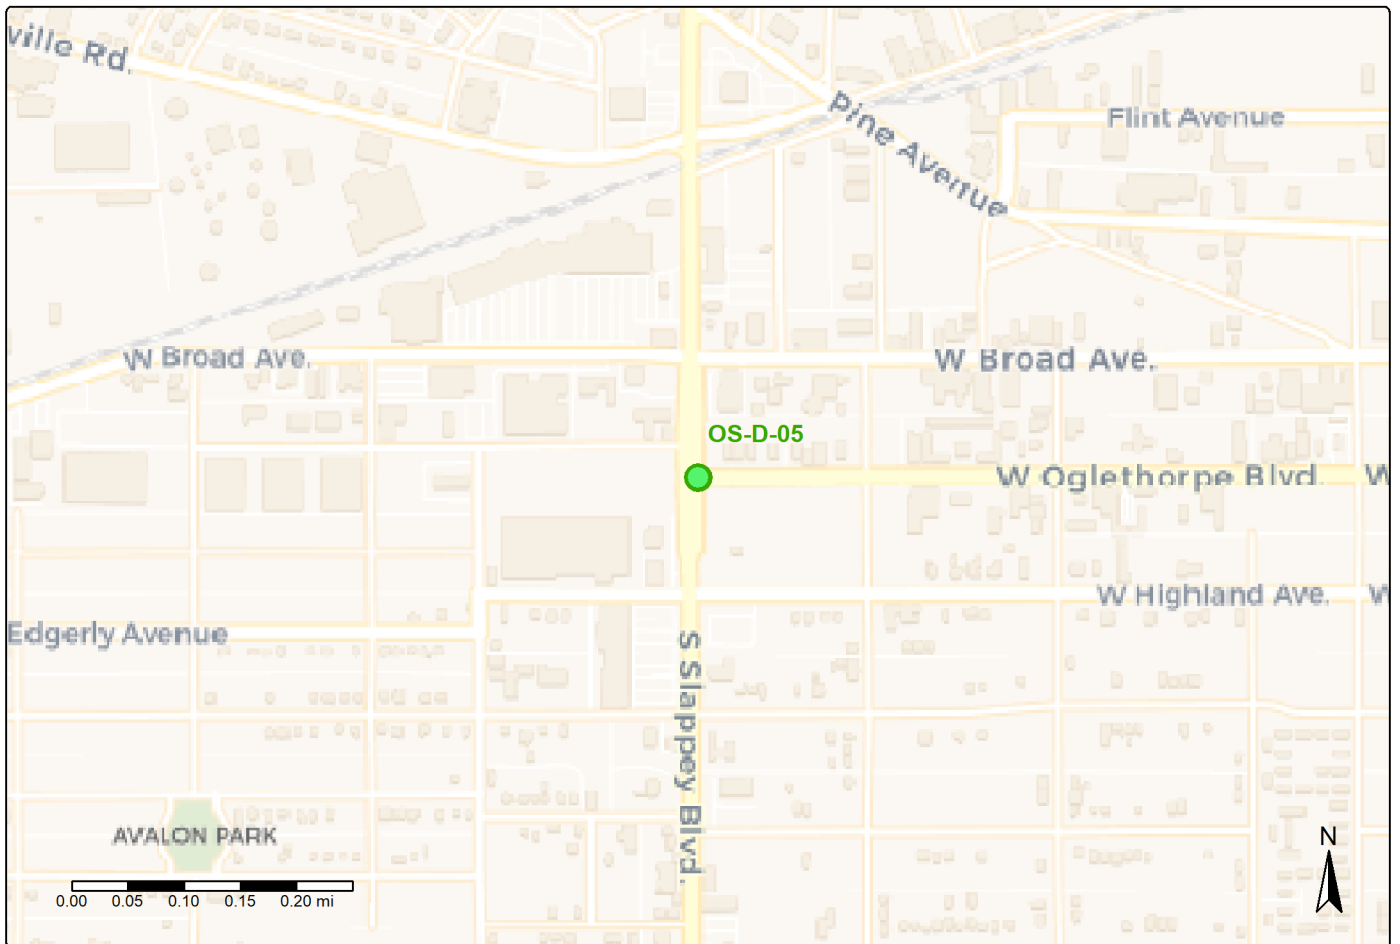 ville Rd.
Pine Avenue
Flint Avenue
W Broad Ave.
W Broad Ave.
OS-D-05
W Oglethorpe Blvd.
W
W Highland Ave.
W
Edgerly Avenue
S Slappey Blvd.
AVALON PARK
N
0.00 0.05 0.10 0.15 0.20 mi